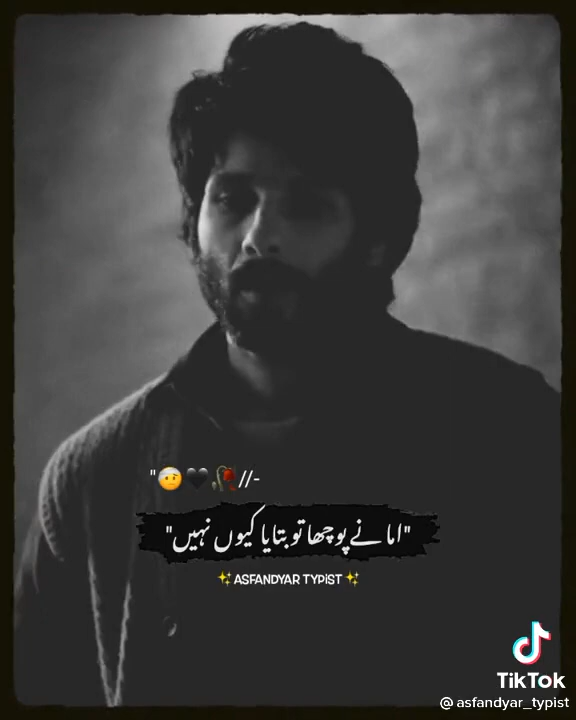 "🤕🖤🥀//-
"اما نے پوچھا تو بتایا کیوں نہیں"
✨ASFANDYAR TYPiST✨
TikTok
@asfandyar_typist